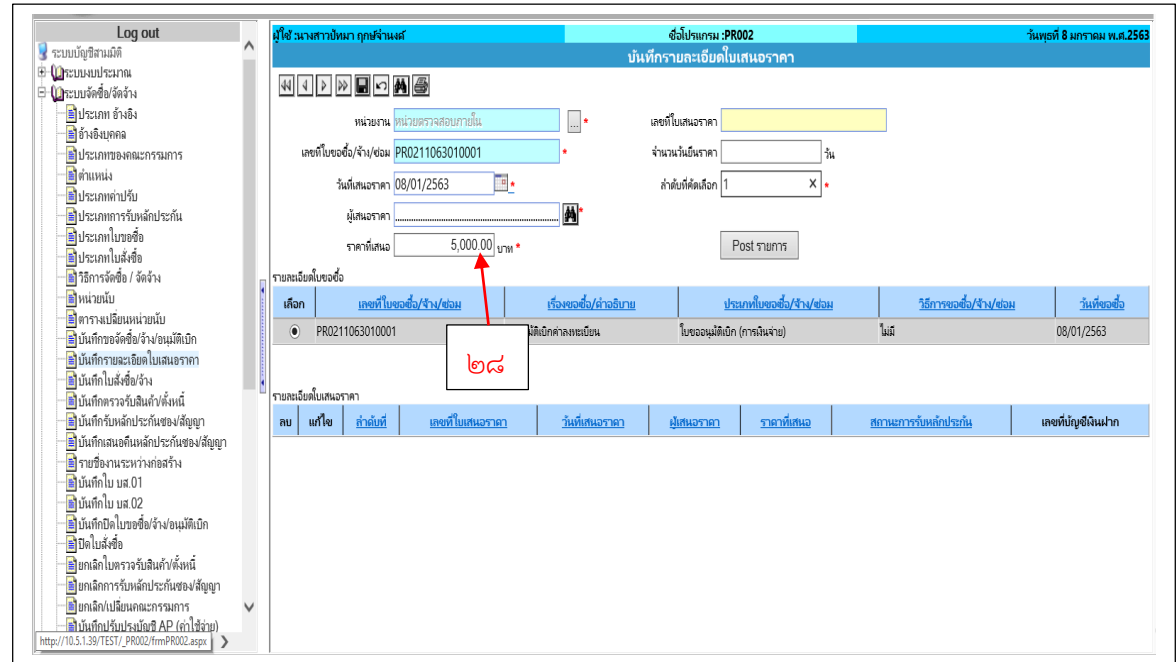 Log out
ระบบบัญชีสามมิติ
ระบบงบประมาณ
ระบบจัดซื้อ/จัดจ้าง
ประเภท อ้างอิง
อ้างอิงบุคคล
ประเภทของคณะกรรมการ
ตำแหน่ง
ประเภทค่าปรับ
ประเภทการรับหลักประกัน
ประเภทใบขอซื้อ
ประเภทใบสั่งซื้อ
วิธีการจัดซื้อ / จัดจ้าง
หน่วยนับ
ตารางเปลี่ยนหน่วยนับ
บันทึกขอจัดซื้อ/จ้าง/อนุมัติเบิก
บันทึกรายละเอียดใบเสนอราคา
บันทึกใบสั่งซื้อ/จ้าง
บันทึกตรวจรับสินค้า/ตั้งหนี้
บันทึกรับหลักประกันซอง/สัญญา
บันทึกเสนอคืนหลักประกันซอง/สัญญา
รายชื่องานระหว่างก่อสร้าง
บันทึกใบ บส.01
บันทึกใบ บส.02
บันทึกปิดใบขอซื้อ/จ้าง/อนุมัติเบิก
ปิดใบสั่งซื้อ
ยกเลิกใบตรวจรับสินค้า/ตั้งหนี้
ยกเลิกการรับหลักประกันซอง/สัญญา
ยกเลิก/เปลี่ยนคณะกรรมการ
บันทึกปรับปรุงบัญชี AP (ค่าใช้จ่าย)
http://10.5.1.39/TEST/_PR002/frmPR002.aspx
ผู้ใช้ :นางสาวปัทมา ฤกษ์จำนงค์ ชื่อโปรแกรม :PR002 วันพุธที่ 8 มกราคม พ.ศ.2563
บันทึกรายละเอียดใบเสนอราคา
หน่วยงาน หน่วยตรวจสอบภายใน ... * เลขที่ใบเสนอราคา
เลขที่ใบขอซื้อ/จ้าง/ซ่อม PR0211063010001 * จำนวนวันยืนราคา วัน
วันที่เสนอราคา 08/01/2563 * ลำดับที่คัดเลือก 1 X *
ผู้เสนอราคา *
ราคาที่เสนอ 5,000.00 บาท * Post รายการ
รายละเอียดใบขอซื้อ
เลือก เลขที่ใบขอซื้อ/จ้าง/ซ่อม เรื่องขอซื้อ/คำอธิบาย ประเภทใบขอซื้อ/จ้าง/ซ่อม วิธีการขอซื้อ/จ้าง/ซ่อม วันที่ขอซื้อ
PR0211063010001 มัติเบิกค่าลงทะเบียน ใบขออนุมัติเบิก (การเงินจ่าย) ไม่มี 08/01/2563
๒๘
รายละเอียดใบเสนอราคา
ลบ แก้ไข ลำดับที่ เลขที่ใบเสนอราคา วันที่เสนอราคา ผู้เสนอราคา ราคาที่เสนอ สถานะการรับหลักประกัน เลขที่บัญชีเงินฝาก